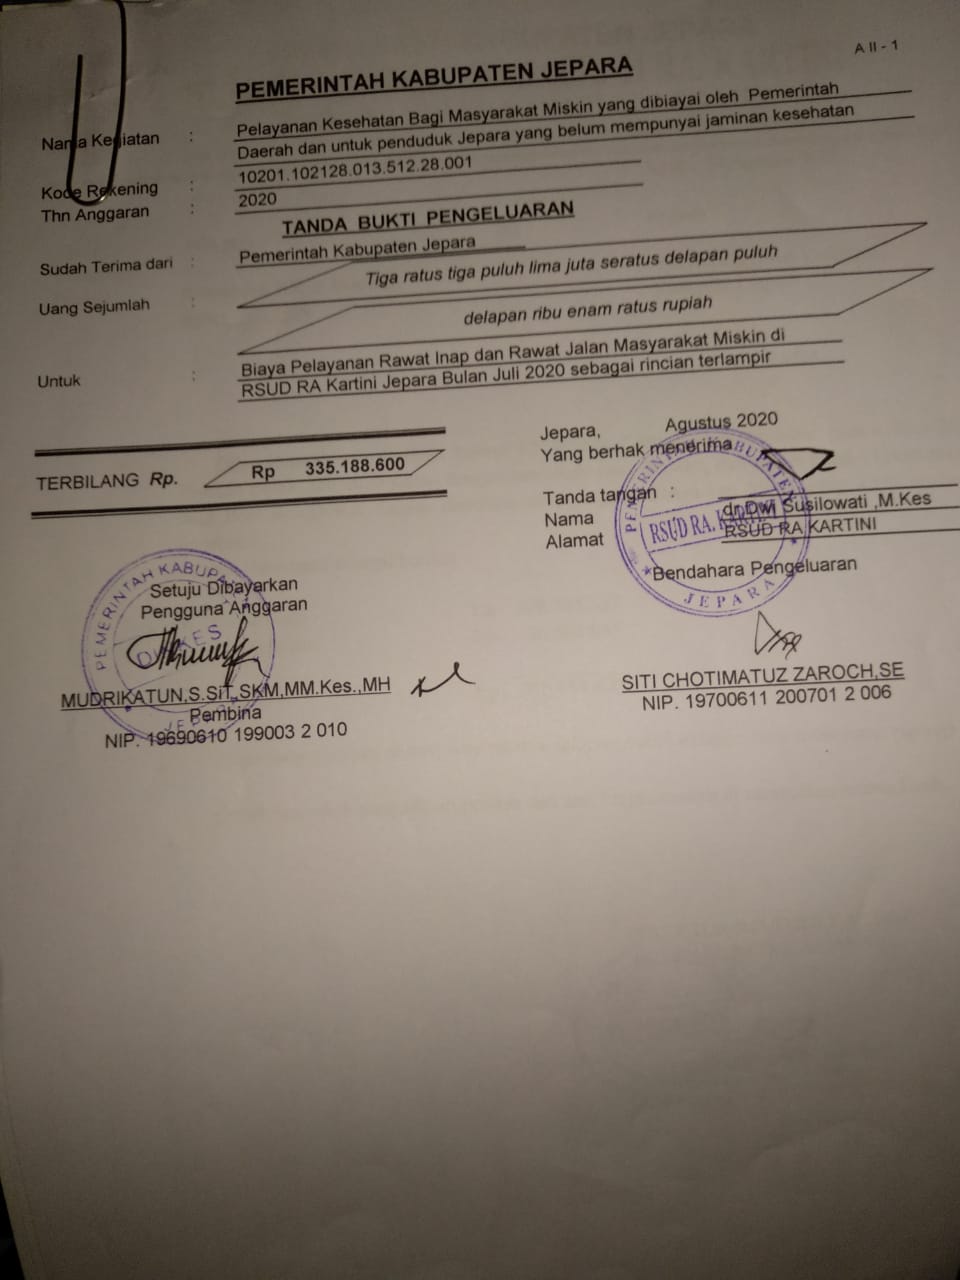 A II - 1
PEMERINTAH KABUPATEN JEPARA
Nama Kegiatan : Pelayanan Kesehatan Bagi Masyarakat Miskin yang dibiayai oleh Pemerintah
Daerah dan untuk penduduk Jepara yang belum mempunyai jaminan kesehatan
Kode Rekening : 10201.102128.013.512.28.001
Thn Anggaran : 2020
TANDA BUKTI PENGELUARAN
Sudah Terima dari : Pemerintah Kabupaten Jepara
Uang Sejumlah : Tiga ratus tiga puluh lima juta seratus delapan puluh
delapan ribu enam ratus rupiah
Untuk : Biaya Pelayanan Rawat Inap dan Rawat Jalan Masyarakat Miskin di
RSUD RA Kartini Jepara Bulan Juli 2020 sebagai rincian terlampir
TERBILANG Rp. Rp 335.188.600
Jepara, Agustus 2020
Yang berhak menerima
Tanda tangan :
Nama dr.Dwi Susilowati ,M.Kes
Alamat RSUD RA KARTINI
PEMERINTAH KABUPATEN
RSUD RA. KARTINI
JEPARA
Bendahara Pengeluaran
SITI CHOTIMATUZ ZAROCH,SE
NIP. 19700611 200701 2 006
Setuju Dibayarkan
Pengguna Anggaran
PEMERINTAH KABUPA
DINKES
JEPARA
MUDRIKATUN,S.SiT,SKM,MM.Kes.,MH
Pembina
NIP. 19690610 199003 2 010